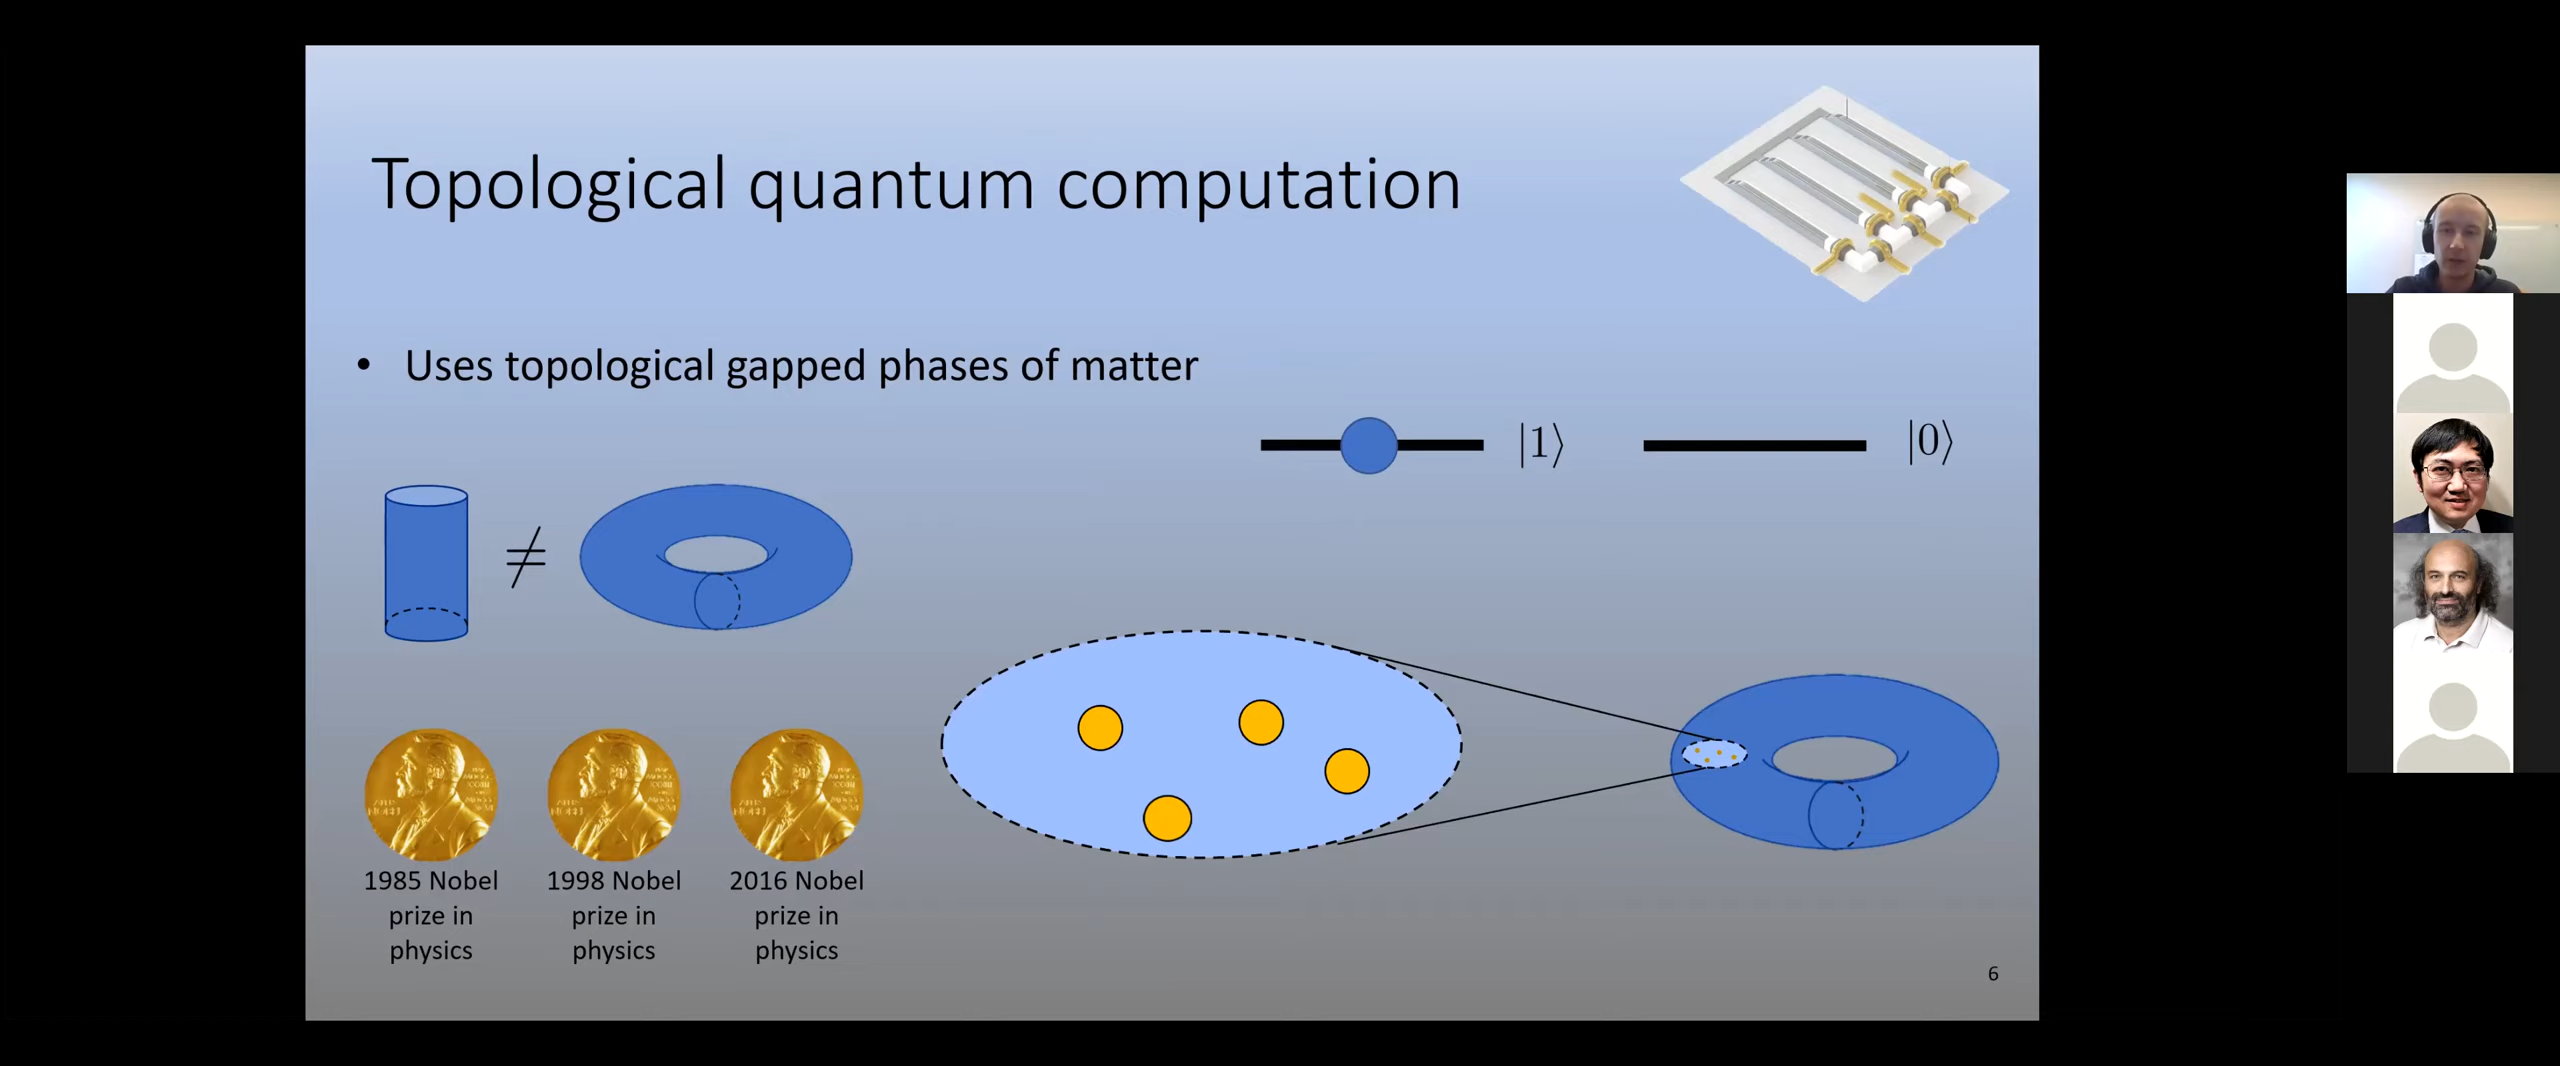 Topological quantum computation
• Uses topological gapped phases of matter
|1⟩
|0⟩
≠
1985 Nobel
prize in
physics
1998 Nobel
prize in
physics
2016 Nobel
prize in
physics
6